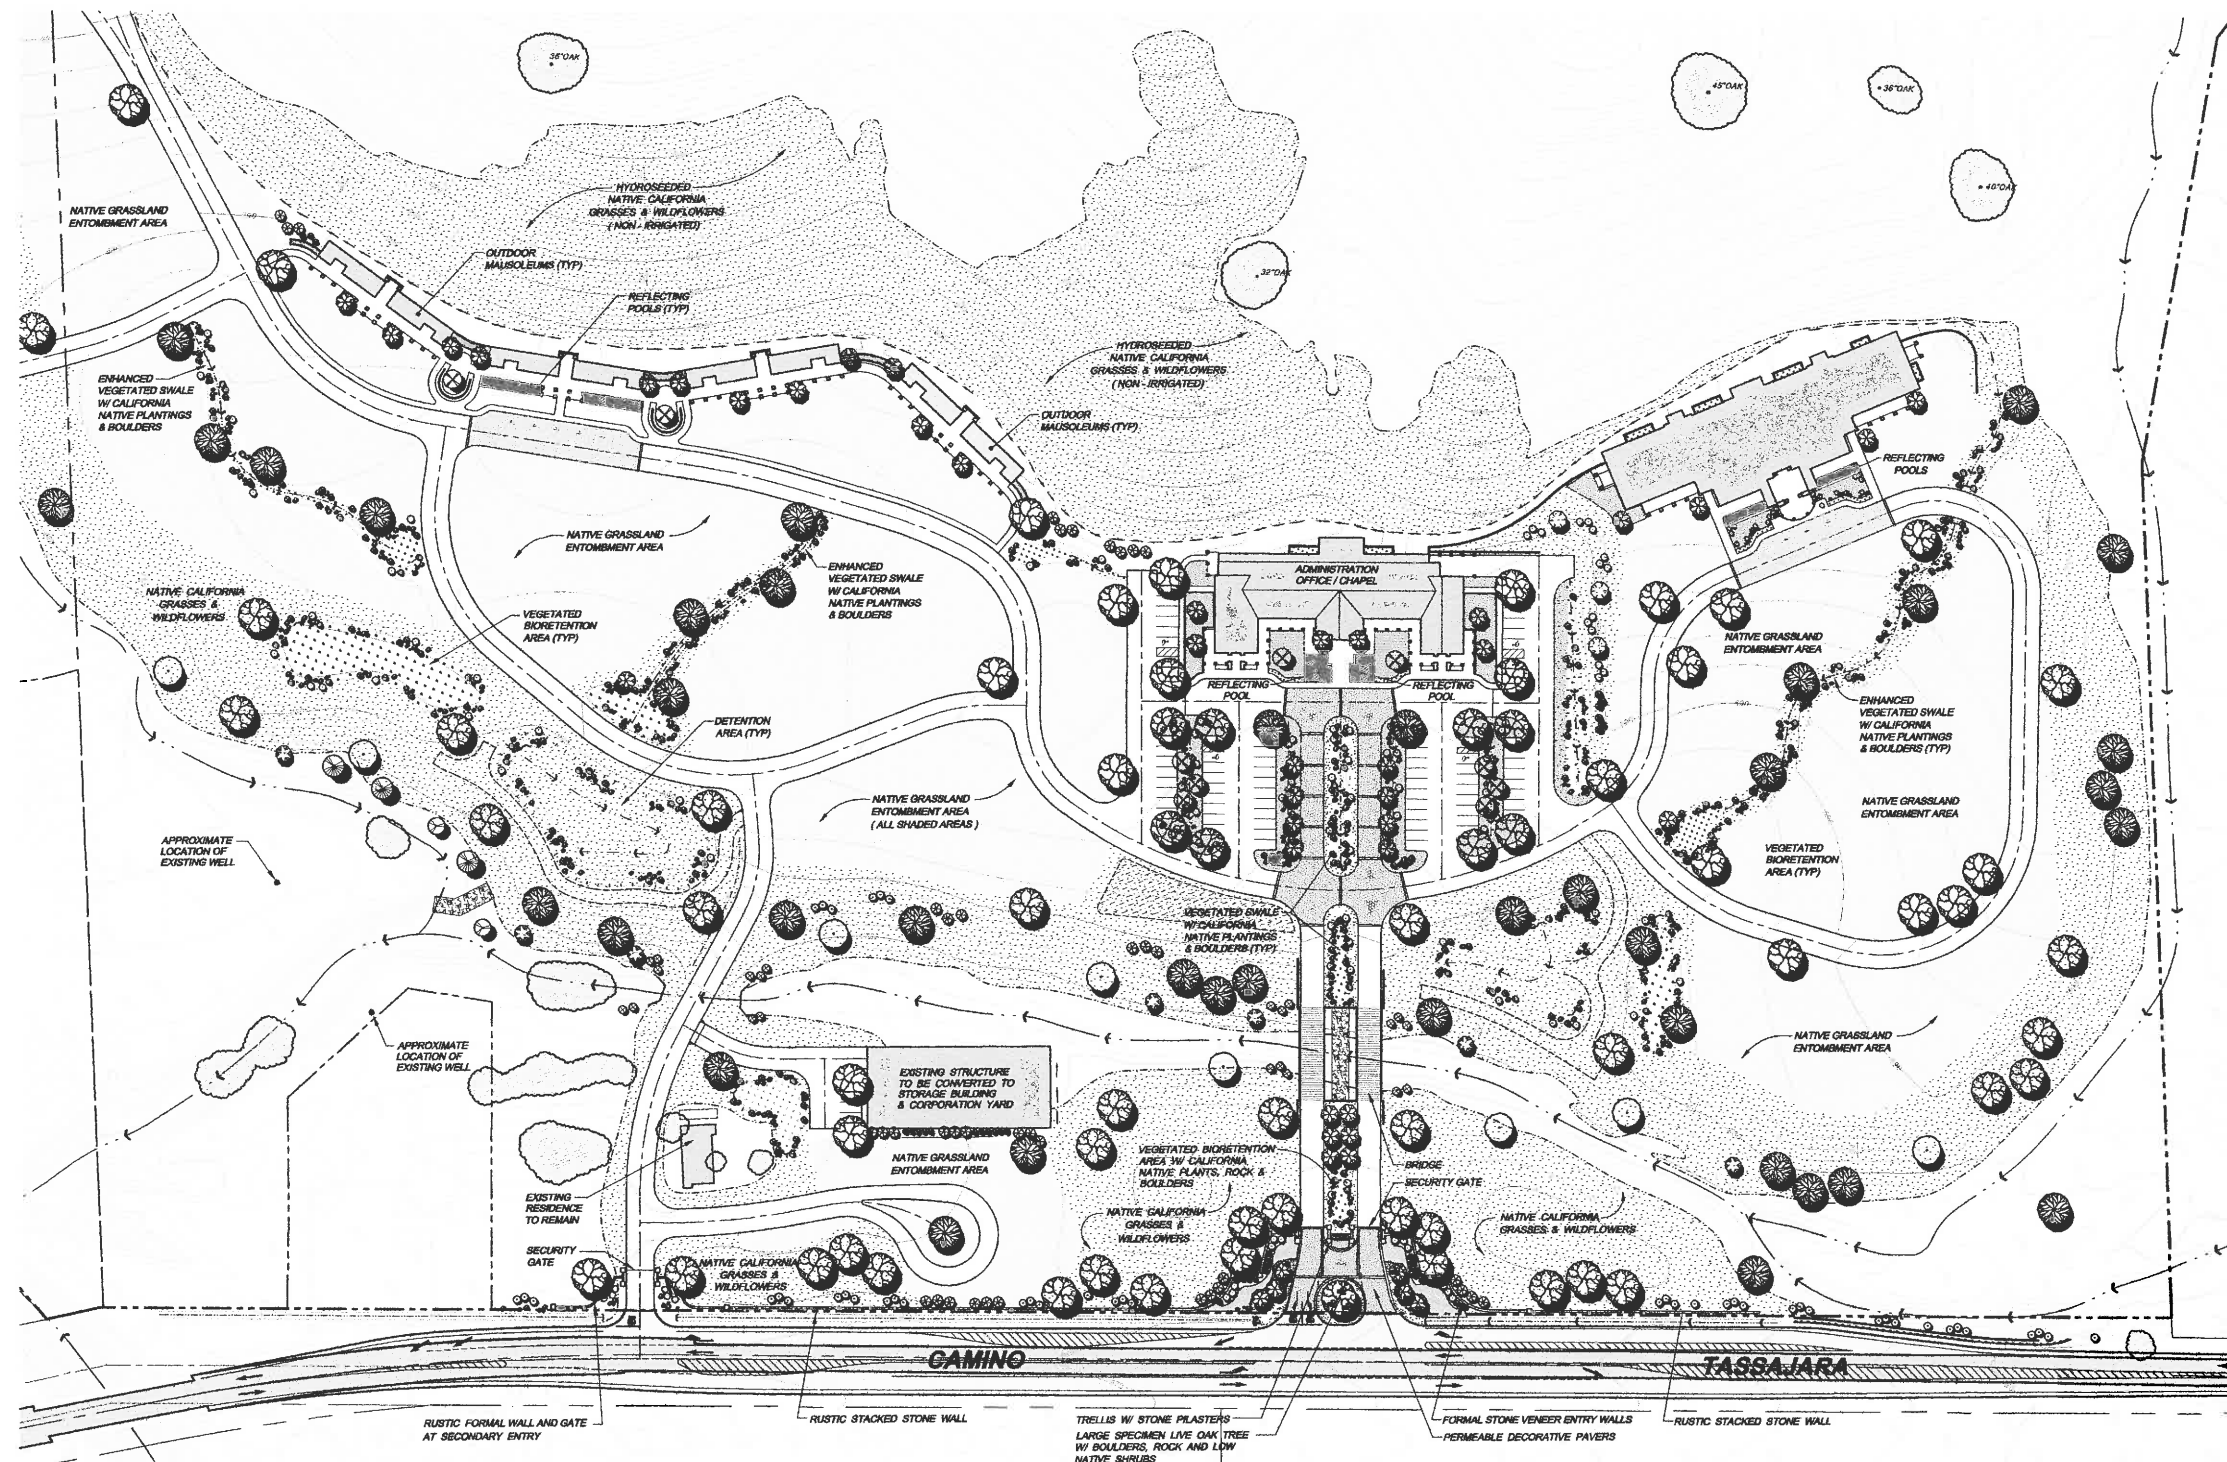 36"OAK
45"OAK
36"OAK
40"OAK
32"OAK
NATIVE GRASSLAND
ENTOMBMENT AREA
HYDROSEEDED
NATIVE CALIFORNIA
GRASSES & WILDFLOWERS
( NON - IRRIGATED)
OUTDOOR
MAUSOLEUMS (TYP)
REFLECTING
POOLS (TYP)
ENHANCED
VEGETATED SWALE
W/ CALIFORNIA
NATIVE PLANTINGS
& BOULDERS
HYDROSEEDED
NATIVE CALIFORNIA
GRASSES & WILDFLOWERS
( NON - IRRIGATED)
OUTDOOR
MAUSOLEUMS (TYP)
REFLECTING
POOLS
NATIVE GRASSLAND
ENTOMBMENT AREA
ENHANCED
VEGETATED SWALE
W/ CALIFORNIA
NATIVE PLANTINGS
& BOULDERS
ADMINISTRATION
OFFICE / CHAPEL
NATIVE CALIFORNIA
GRASSES &
WILDFLOWERS
VEGETATED
BIORETENTION
AREA (TYP)
NATIVE GRASSLAND
ENTOMBMENT AREA
REFLECTING
POOL
REFLECTING
POOL
DETENTION
AREA (TYP)
ENHANCED
VEGETATED SWALE
W/ CALIFORNIA
NATIVE PLANTINGS
& BOULDERS (TYP)
NATIVE GRASSLAND
ENTOMBMENT AREA
( ALL SHADED AREAS )
NATIVE GRASSLAND
ENTOMBMENT AREA
APPROXIMATE
LOCATION OF
EXISTING WELL
VEGETATED
BIORETENTION
AREA (TYP)
VEGETATED SWALE
W/ CALIFORNIA
NATIVE PLANTINGS
& BOULDERS (TYP)
APPROXIMATE
LOCATION OF
EXISTING WELL
NATIVE GRASSLAND
ENTOMBMENT AREA
EXISTING STRUCTURE
TO BE CONVERTED TO
STORAGE BUILDING
& CORPORATION YARD
NATIVE GRASSLAND
ENTOMBMENT AREA
VEGETATED BIORETENTION
AREA W/ CALIFORNIA
NATIVE PLANTS, ROCK &
BOULDERS
BRIDGE
SECURITY GATE
EXISTING
RESIDENCE
TO REMAIN
NATIVE CALIFORNIA
GRASSES &
WILDFLOWERS
NATIVE CALIFORNIA
GRASSES & WILDFLOWERS
SECURITY
GATE
NATIVE CALIFORNIA
GRASSES &
WILDFLOWERS
CAMINO
TASSAJARA
RUSTIC FORMAL WALL AND GATE
AT SECONDARY ENTRY
RUSTIC STACKED STONE WALL
TRELLIS W/ STONE PILASTERS
LARGE SPECIMEN LIVE OAK TREE
W/ BOULDERS, ROCK AND LOW
NATIVE SHRUBS
FORMAL STONE VENEER ENTRY WALLS
PERMEABLE DECORATIVE PAVERS
RUSTIC STACKED STONE WALL